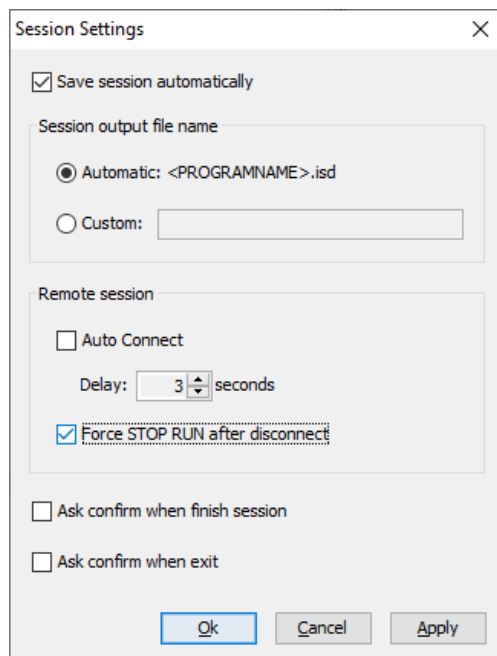 Session Settings
Save session automatically
Session output file name
Automatic: <PROGRAMNAME>.isd
Custom:
Remote session
Auto Connect
Delay: 3 seconds
Force STOP RUN after disconnect
Ask confirm when finish session
Ask confirm when exit
Ok Cancel Apply